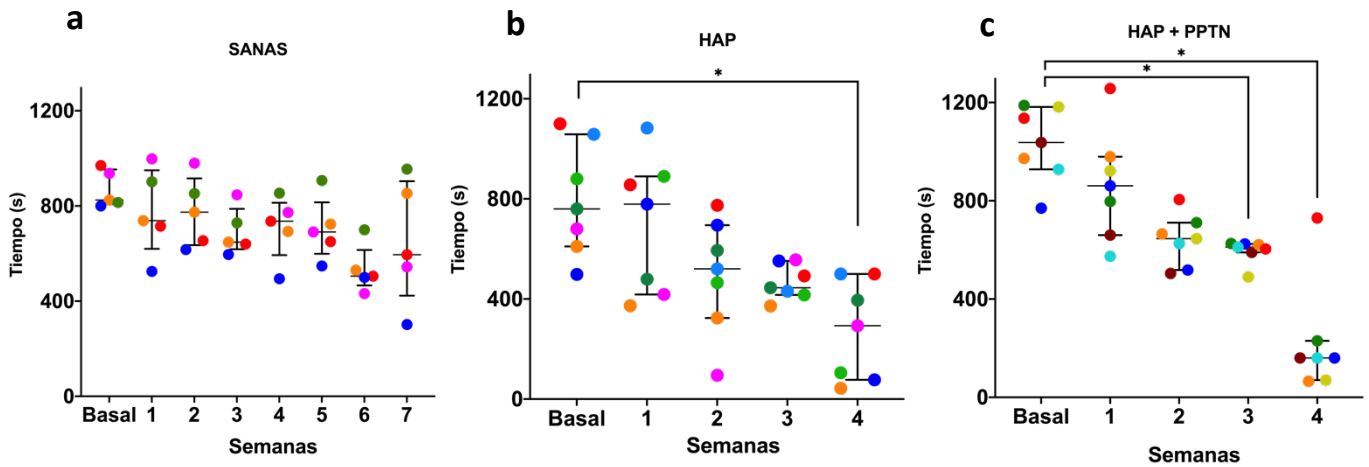 a
SANAS
Tiempo (s)
1200
800
400
0
Basal 1 2 3 4 5 6 7
Semanas
b
HAP
*
Tiempo (s)
1200
800
400
0
Basal 1 2 3 4
Semanas
c
HAP + PPTN
*
*
Tiempo (s)
1200
800
400
0
Basal 1 2 3 4
Semanas